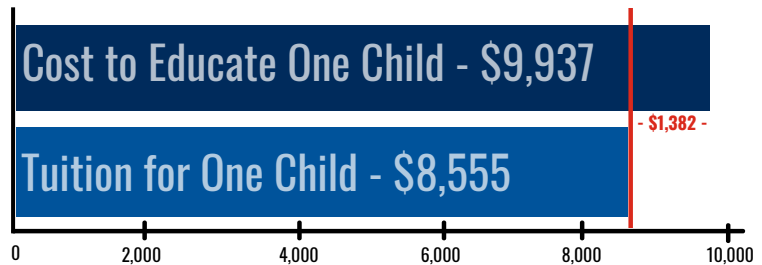 Cost to Educate One Child - $9,937
- $1,382 -
Tuition for One Child - $8,555
0 2,000 4,000 6,000 8,000 10,000